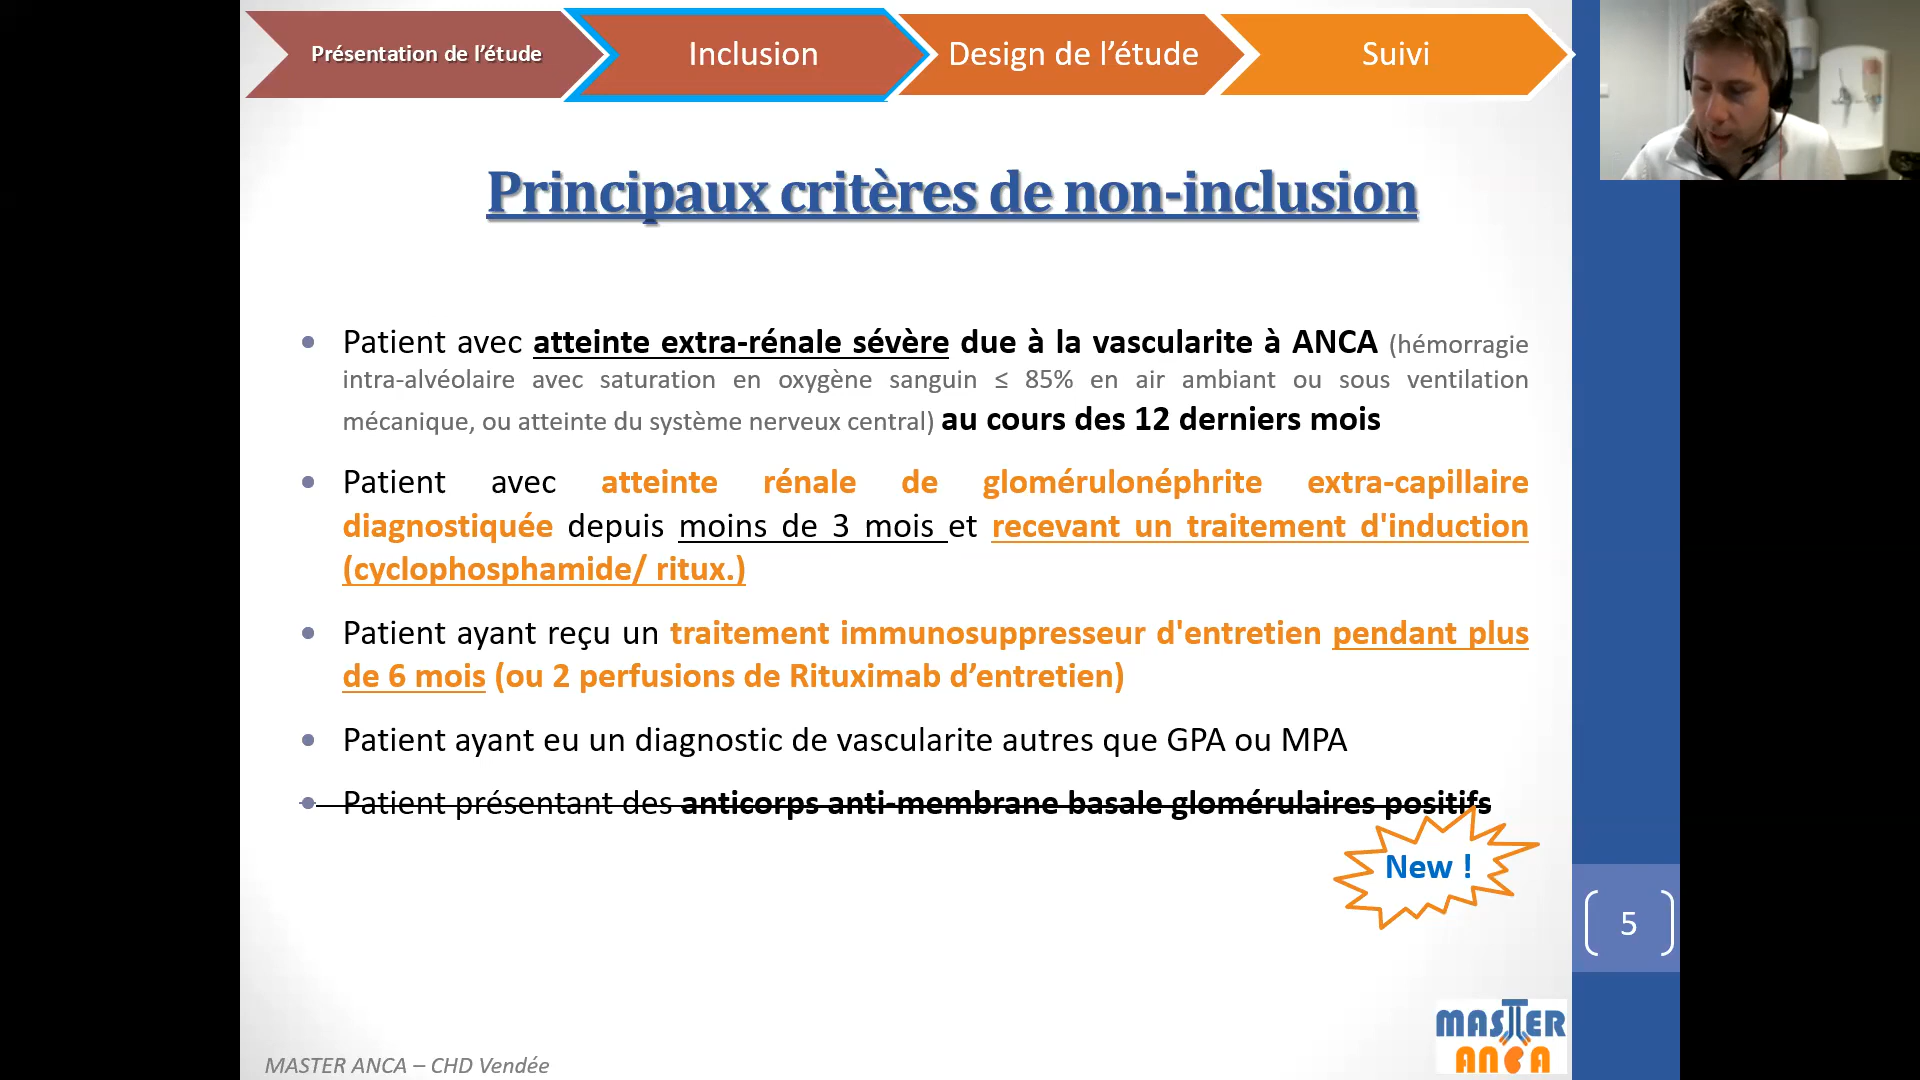 Présentation de l’étude
Inclusion
Design de l’étude
Suivi
Principaux critères de non-inclusion
• Patient avec atteinte extra-rénale sévère due à la vascularite à ANCA (hémorragie
intra-alvéolaire avec saturation en oxygène sanguin ≤ 85% en air ambiant ou sous ventilation
mécanique, ou atteinte du système nerveux central) au cours des 12 derniers mois
• Patient avec atteinte rénale de glomérulonéphrite extra-capillaire
diagnostiquée depuis moins de 3 mois et recevant un traitement d'induction
(cyclophosphamide/ ritux.)
• Patient ayant reçu un traitement immunosuppresseur d'entretien pendant plus
de 6 mois (ou 2 perfusions de Rituximab d’entretien)
• Patient ayant eu un diagnostic de vascularite autres que GPA ou MPA
• Patient présentant des anticorps anti-membrane basale glomérulaires positifs
New !
5
MASTER
ANCA
MASTER ANCA – CHD Vendée